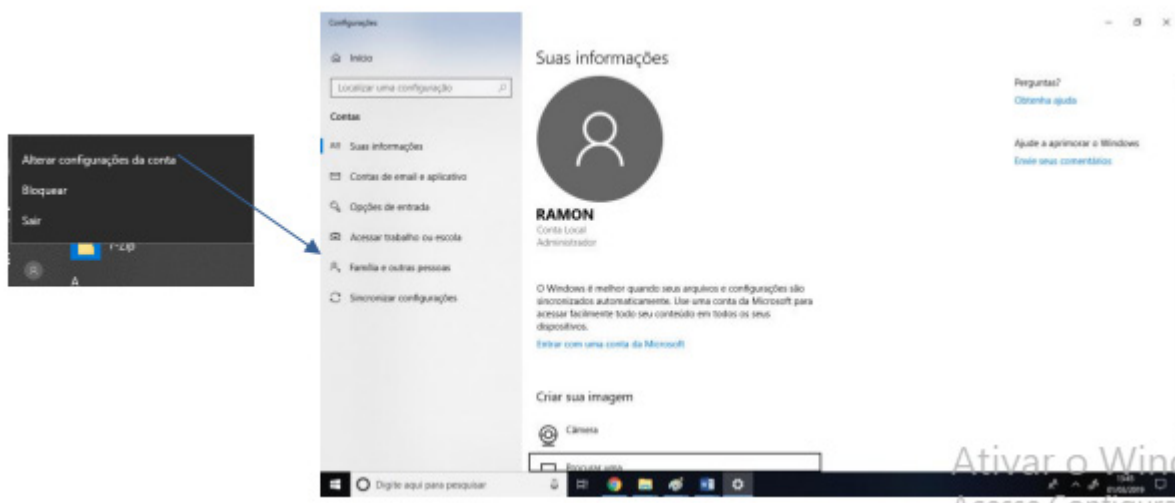 Alterar configurações da conta
Bloquear
Sair
7-Zip
A
Configurações
Início
Localizar uma configuração
Contas
Suas informações
Contas de email e aplicativo
Opções de entrada
Acessar trabalho ou escola
Família e outras pessoas
Sincronizar configurações
Suas informações
RAMON
Conta Local
Administrador
O Windows é melhor quando seus arquivos e configurações são
sincronizados automaticamente. Use uma conta da Microsoft para
acessar facilmente todo seu conteúdo em todos os seus
dispositivos.
Entrar com uma conta da Microsoft
Criar sua imagem
Câmera
Procurar uma
Perguntas?
Obtenha ajuda
Ajude a aprimorar o Windows
Envie seus comentários
Ativar o Wind
Digite aqui para pesquisar